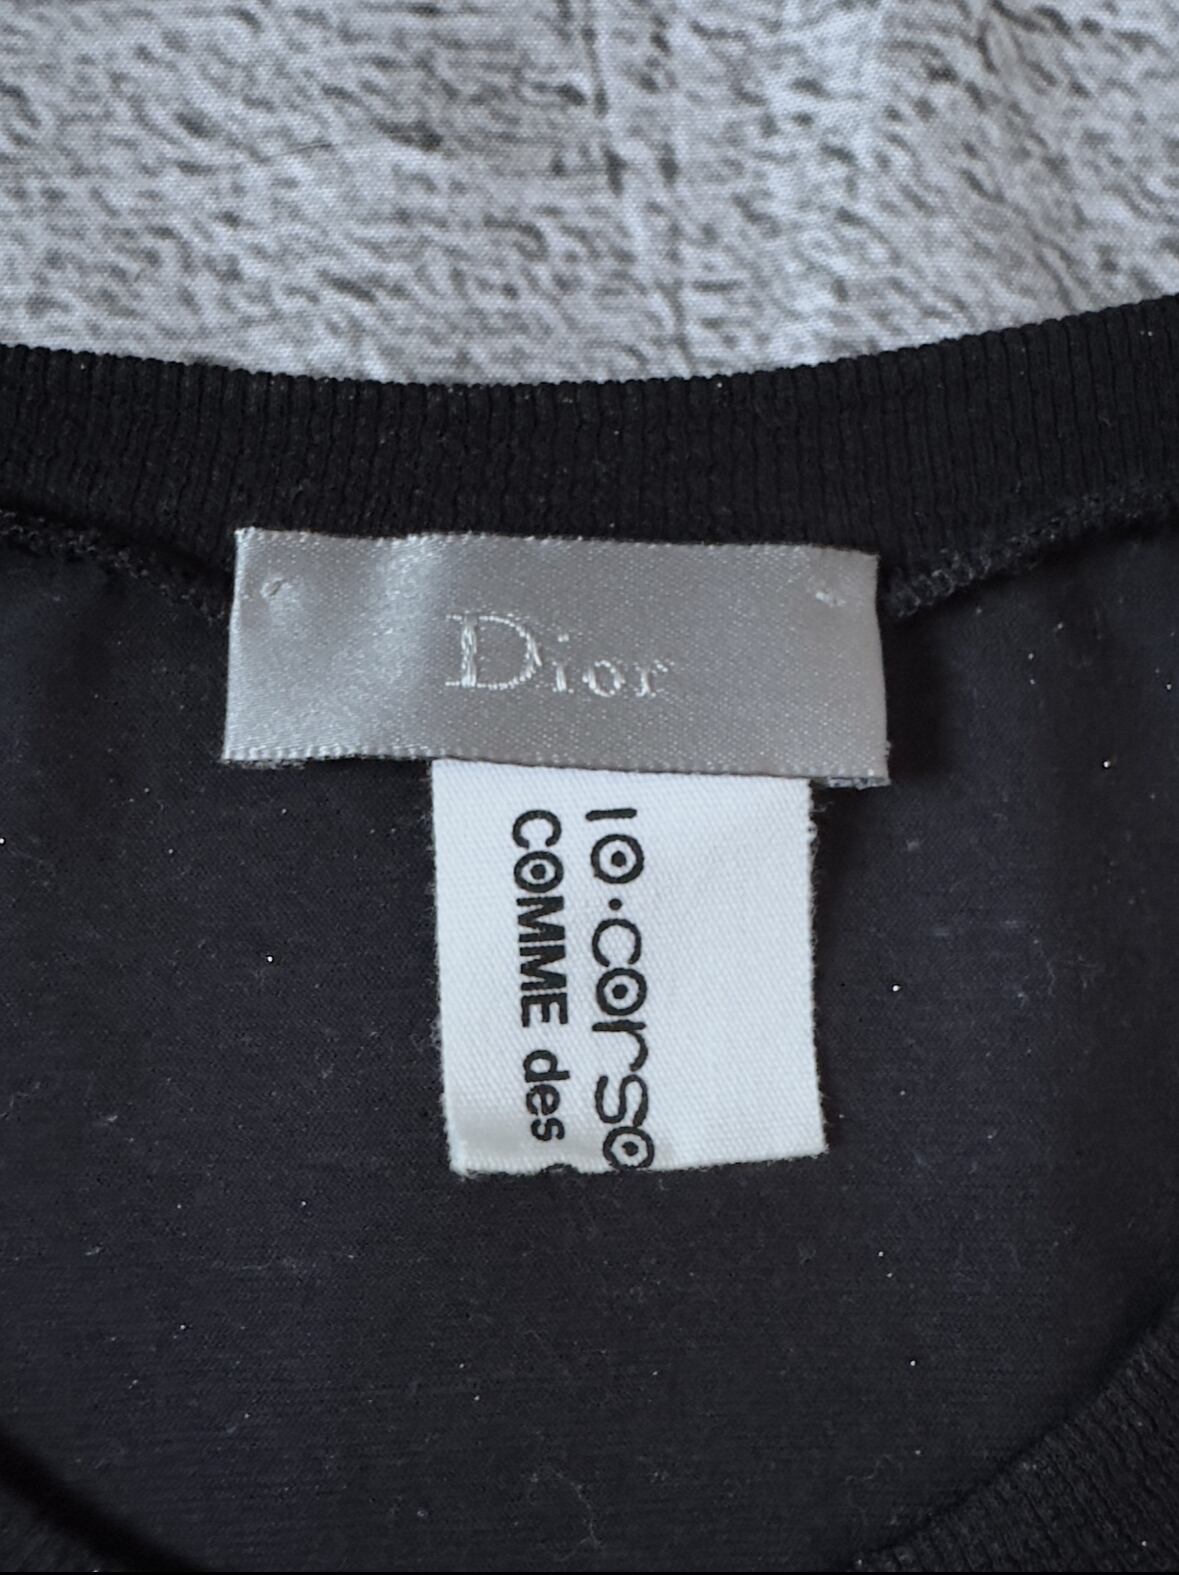 Dior
10·corso
COMME des